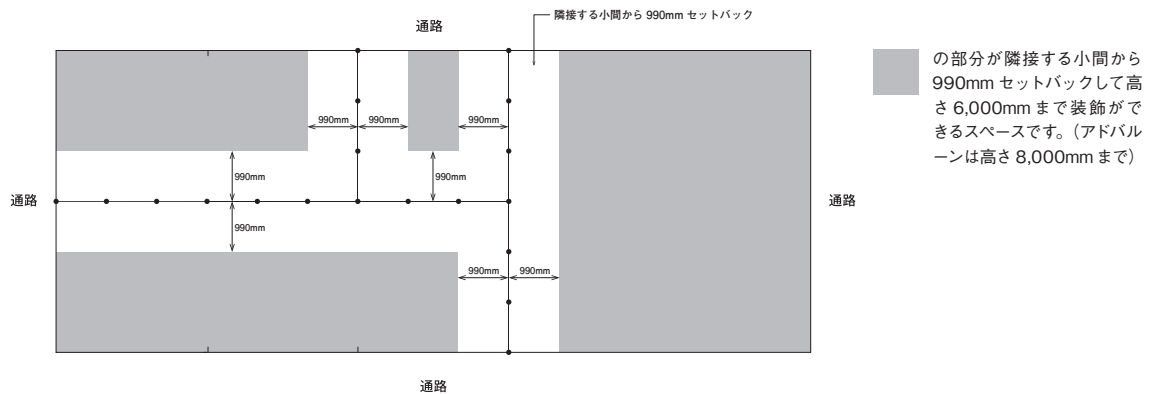 隣接する小間から 990mm セットバック
通路
の部分が隣接する小間から
990mm セットバックして高
さ 6,000mm まで装飾がで
きるスペースです。(アドバル
ーンは高さ 8,000mm まで)
990mm
990mm
990mm
990mm
990mm
通路
通路
990mm
990mm
990mm
通路